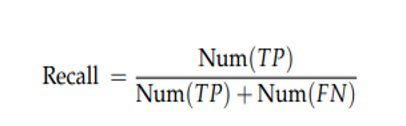 Recall = Num(TP) / Num(TP) + Num(FN)